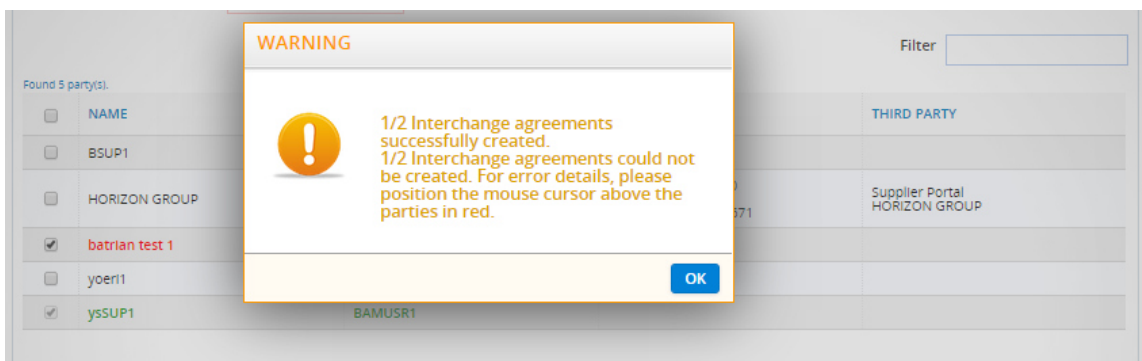 WARNING
Filter
Found 5 party(s).
NAME
THIRD PARTY
1/2 Interchange agreements
successfully created.
1/2 Interchange agreements could not
be created. For error details, please
position the mouse cursor above the
parties in red.
BSUP1
HORIZON GROUP
571
Supplier Portal
HORIZON GROUP
batrian test 1
yoeri1
OK
ysSUP1
BAMUSR1